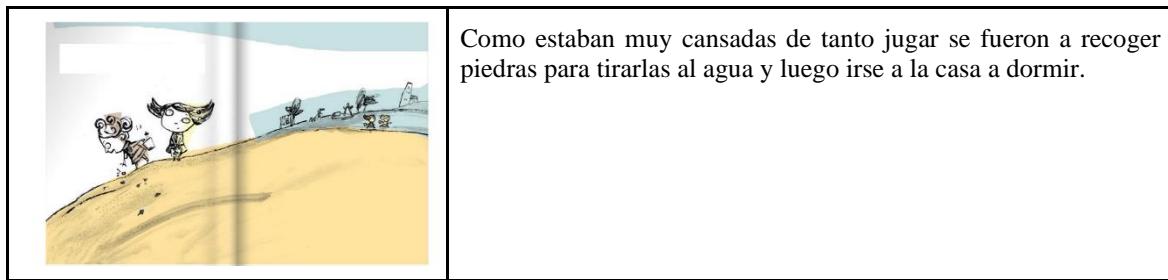 Como estaban muy cansadas de tanto jugar se fueron a recoger
piedras para tirarlas al agua y luego irse a la casa a dormir.